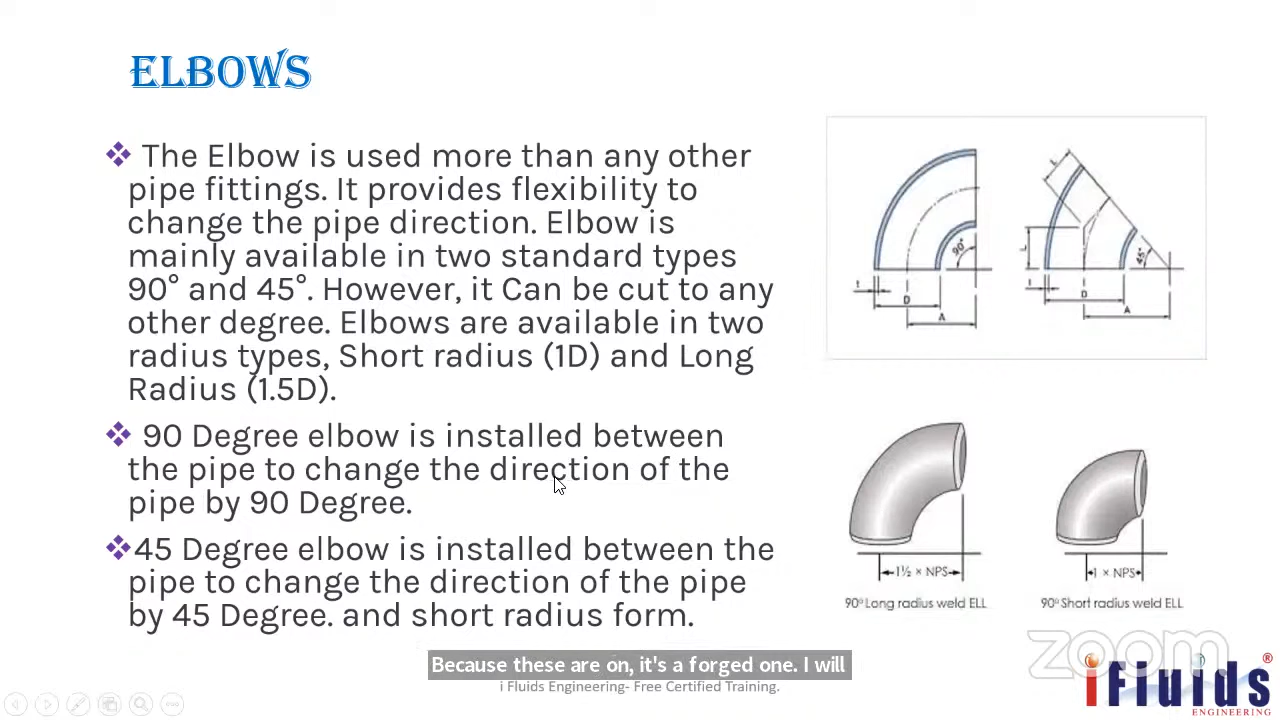 ELBOWS
The Elbow is used more than any other
pipe fittings. It provides flexibility to
change the pipe direction. Elbow is
mainly available in two standard types
90° and 45°. However, it Can be cut to any
other degree. Elbows are available in two
radius types, Short radius (1D) and Long
Radius (1.5D).
90 Degree elbow is installed between
the pipe to change the direction of the
pipe by 90 Degree.
45 Degree elbow is installed between the
pipe to change the direction of the pipe
by 45 Degree. and short radius form.
90°
t
D
A
L
L
45°
t
D
A
1½ × NPS
1 × NPS
90° Long radius weld ELL
90° Short radius weld ELL
Because these are on, it's a forged one. I will
i Fluids Engineering- Free Certified Training.
zoom
iFluids®
ENGINEERING